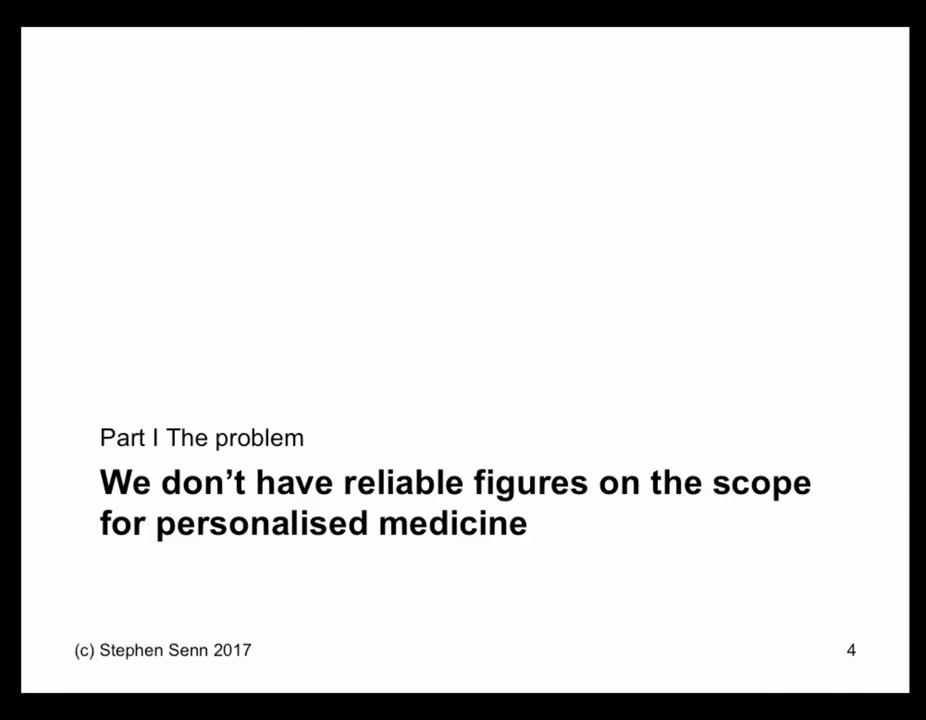 Part I The problem
We don’t have reliable figures on the scope
for personalised medicine
(c) Stephen Senn 2017
4